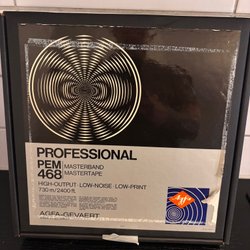 PROFESSIONAL
PEM
468
MASTERBAND
MASTERTAPE
HIGH-OUTPUT·LOW-NOISE·LOW-PRINT
730 m/2400 ft
AGFA-GEVAERT